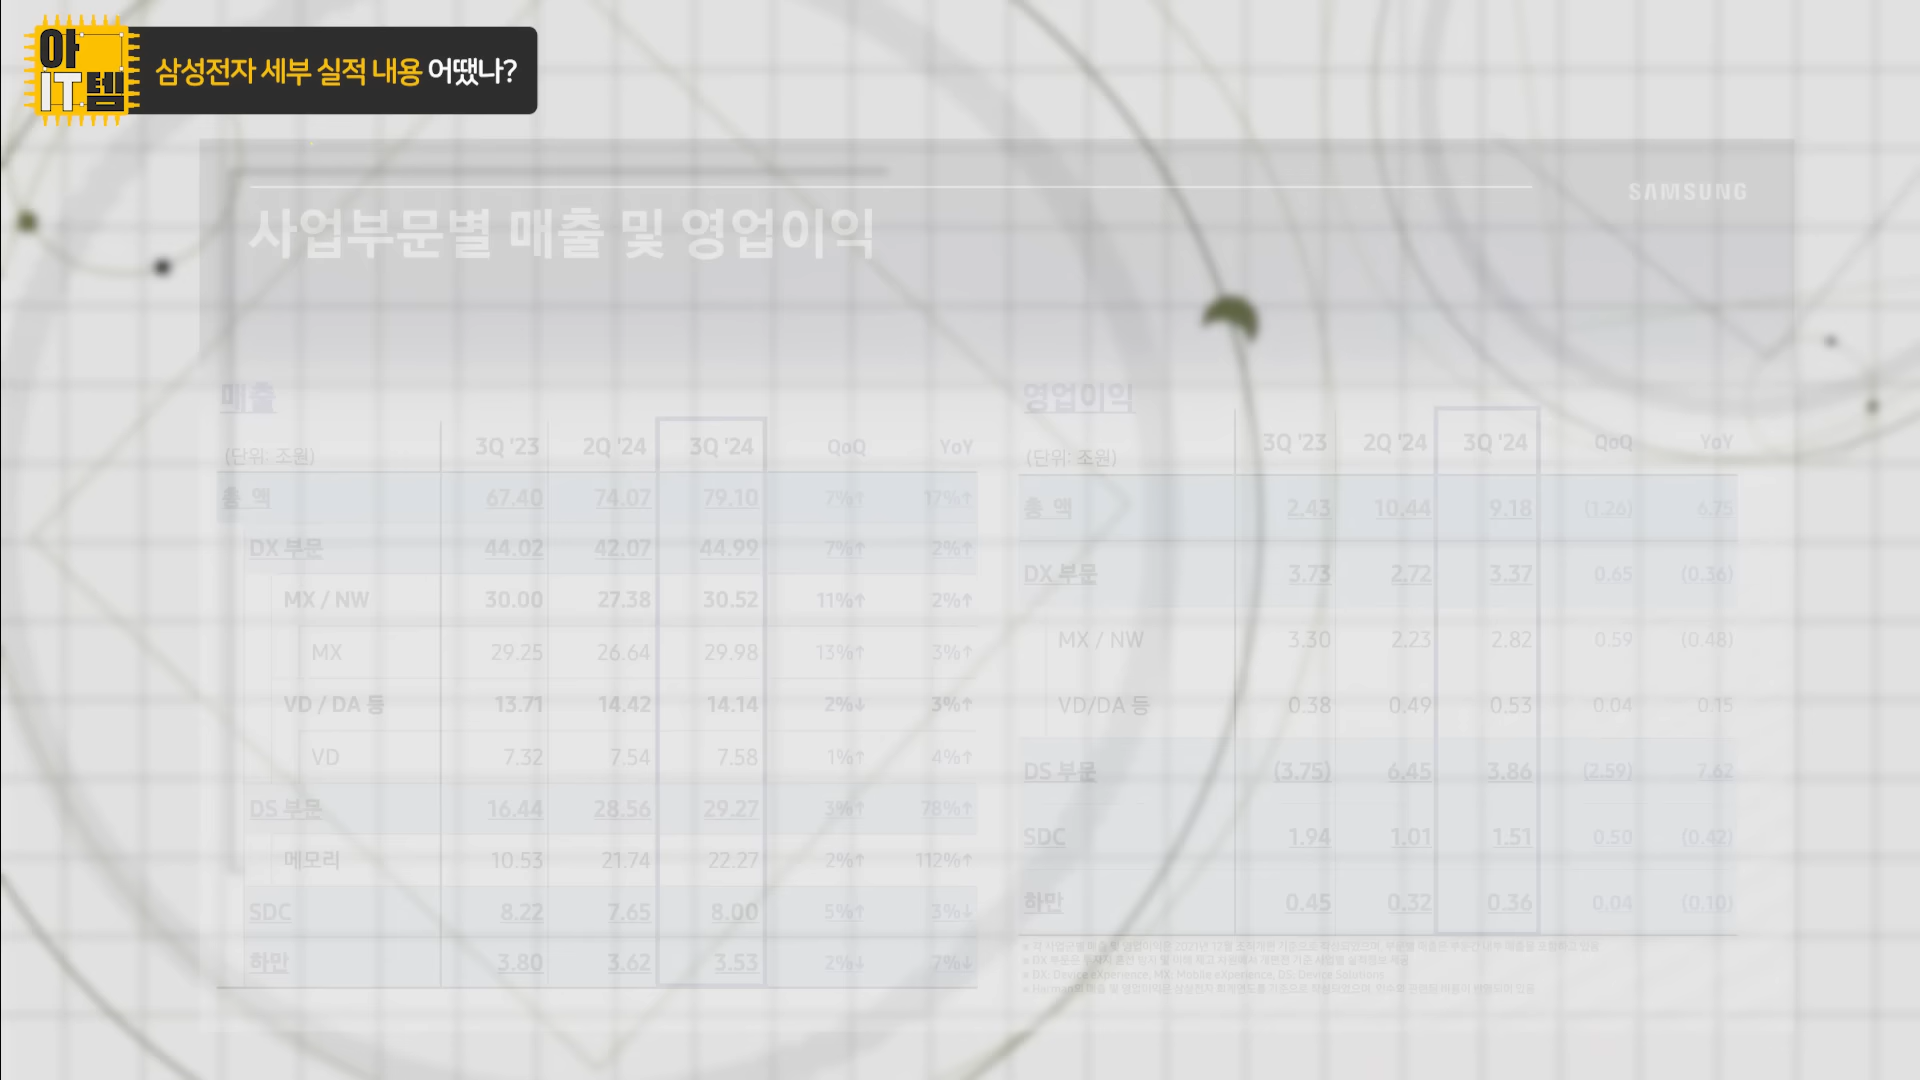 아
IT템
삼성전자 세부 실적 내용 어땠나?
SAMSUNG
사업부문별 매출 및 영업이익
매출
(단위: 조원) 3Q '23 2Q '24 3Q '24 QoQ YoY
총 액 67.40 74.07 79.10 7%↑ 17%↑
DX 부문 44.02 42.07 44.99 7%↑ 2%↑
MX / NW 30.00 27.38 30.52 11%↑ 2%↑
MX 29.25 26.64 29.98 13%↑ 3%↑
VD / DA 등 13.71 14.42 14.14 2%↓ 3%↑
VD 7.32 7.54 7.58 1%↑ 4%↑
DS 부문 16.44 28.56 29.27 3%↑ 78%↑
메모리 10.53 21.74 22.27 2%↑ 112%↑
SDC 8.22 7.65 8.00 5%↑ 3%↓
하만 3.80 3.62 3.53 2%↓ 7%↓
영업이익
(단위: 조원) 3Q '23 2Q '24 3Q '24 QoQ YoY
총 액 2.43 10.44 9.18 (1.26) 6.75
DX 부문 3.73 2.72 3.37 0.65 (0.36)
MX / NW 3.30 2.23 2.82 0.59 (0.48)
VD/DA 등 0.38 0.49 0.53 0.04 0.15
DS 부문 (3.75) 6.45 3.86 (2.59) 7.62
SDC 1.94 1.01 1.51 0.50 (0.42)
하만 0.45 0.32 0.36 0.04 (0.10)
※ DX: Device eXperience, MX: Mobile eXperience, DS: Device Solutions